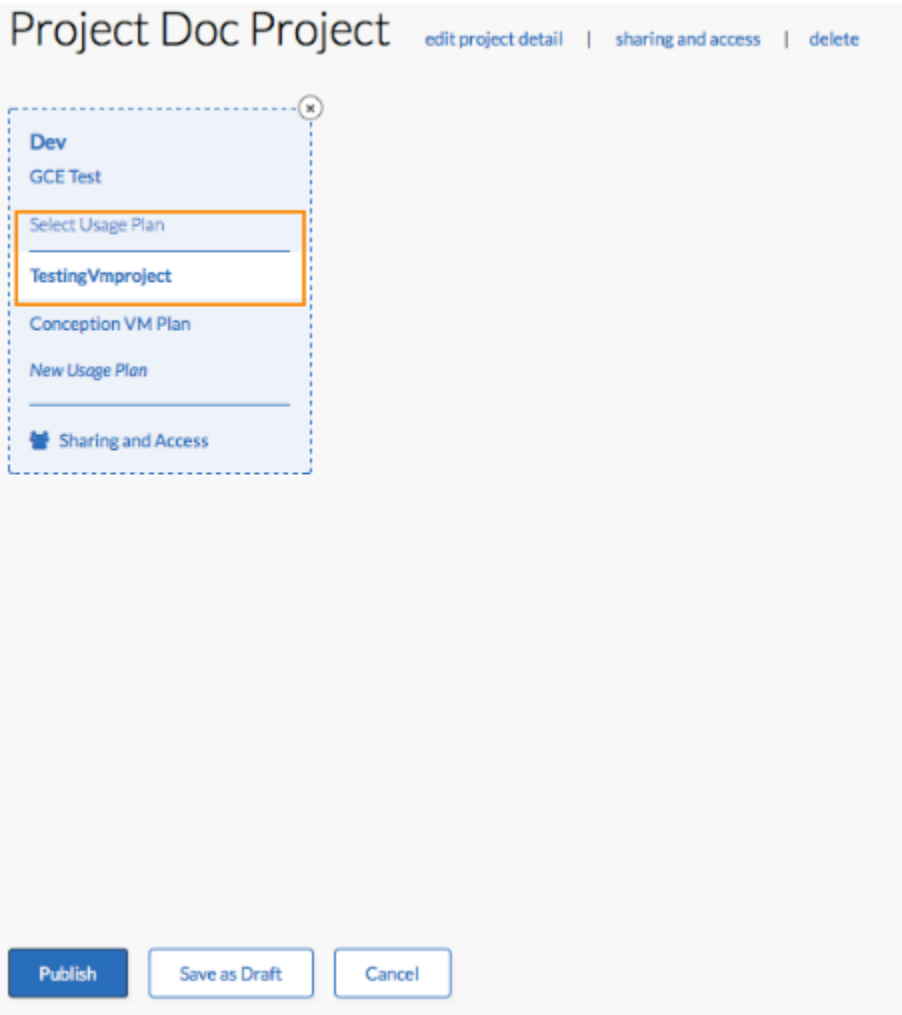 Project Doc Project edit project detail | sharing and access | delete
Dev
GCE Test
Select Usage Plan
TestingVmproject
Conception VM Plan
New Usage Plan
Sharing and Access
Publish Save as Draft Cancel